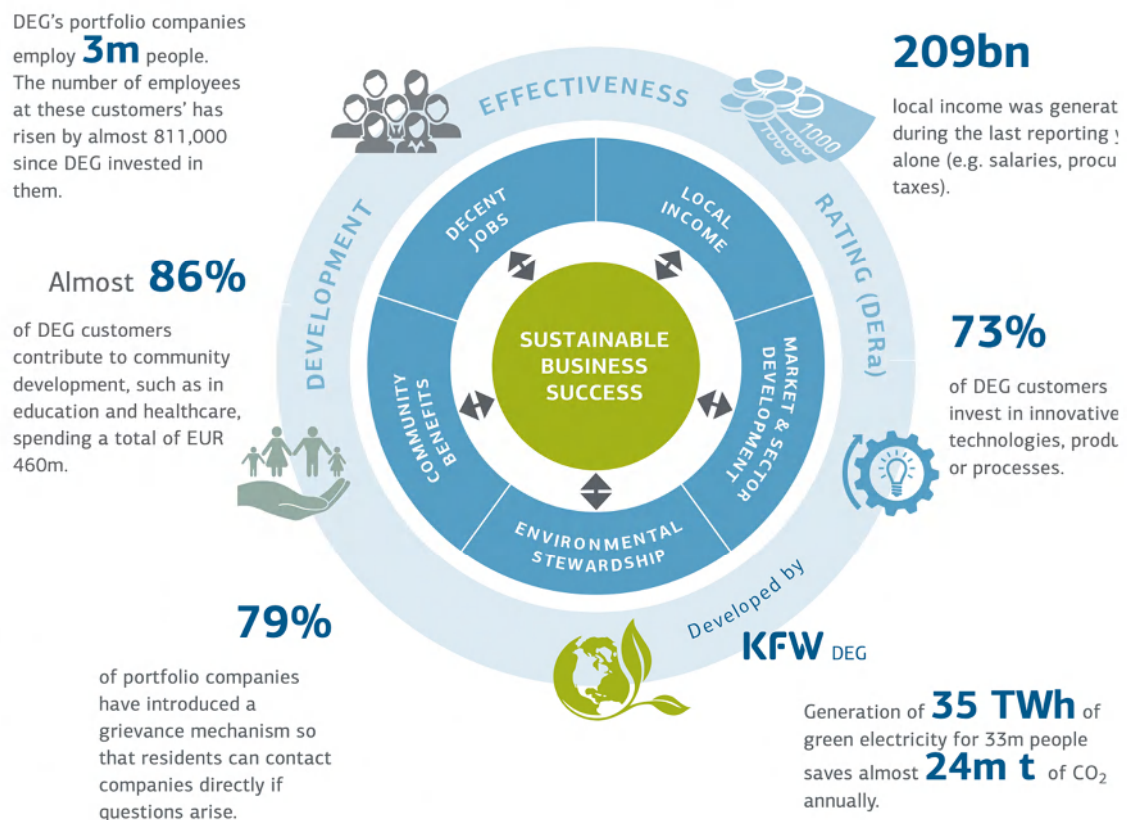 DEG's portfolio companies
employ 3m people.
The number of employees
at these customers' has
risen by almost 811,000
since DEG invested in
them.
209bn
local income was generat
during the last reporting
alone (e.g. salaries, procu
taxes).
Almost 86%
of DEG customers
contribute to community
development, such as in
education and healthcare,
spending a total of EUR
460m.
73%
of DEG customers
invest in innovative
technologies, produ
or processes.
79%
of portfolio companies
have introduced a
grievance mechanism so
that residents can contact
companies directly if
questions arise.
Generation of 35 TWh of
green electricity for 33m people
saves almost 24m t of CO₂
annually.
DEVELOPMENT
EFFECTIVENESS
RATING (DERa)
1000
1000
1000
DECENT
JOBS
LOCAL
INCOME
MARKET & SECTOR
DEVELOPMENT
ENVIRONMENTAL
STEWARDSHIP
COMMUNITY
BENEFITS
SUSTAINABLE
BUSINESS
SUCCESS
Developed by
KFW DEG